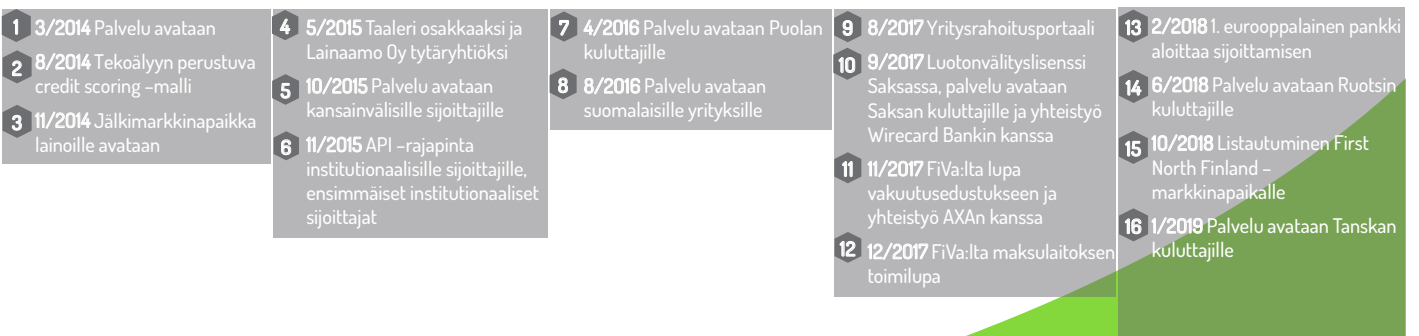 1 3/2014 Palvelu avataan
2 8/2014 Tekoälyyn perustuva
credit scoring –malli
3 11/2014 Jälkimarkkinapaikka
lainoille avataan
4 5/2015 Taaleri osakkaaksi ja
Lainaamo Oy tytäryhtiöksi
5 10/2015 Palvelu avataan
kansainvälisille sijoittajille
6 11/2015 API –rajapinta
institutionaalisille sijoittajille,
ensimmäiset institutionaaliset
sijoittajat
7 4/2016 Palvelu avataan Puolan
kuluttajille
8 8/2016 Palvelu avataan
suomalaisille yrityksille
9 8/2017 Yritysrahoitusportaali
10 9/2017 Luotonvälityslisenssi
Saksassa, palvelu avataan
Saksan kuluttajille ja yhteistyö
Wirecard Bankin kanssa
11 11/2017 FiVa:lta lupa
vakuutusedustukseen ja
yhteistyö AXAn kanssa
12 12/2017 FiVa:lta maksulaitoksen
toimilupa
13 2/2018 1. eurooppalainen pankki
aloittaa sijoittamisen
14 6/2018 Palvelu avataan Ruotsin
kuluttajille
15 10/2018 Listautuminen First
North Finland –
markkinapaikalle
16 1/2019 Palvelu avataan Tanskan
kuluttajille